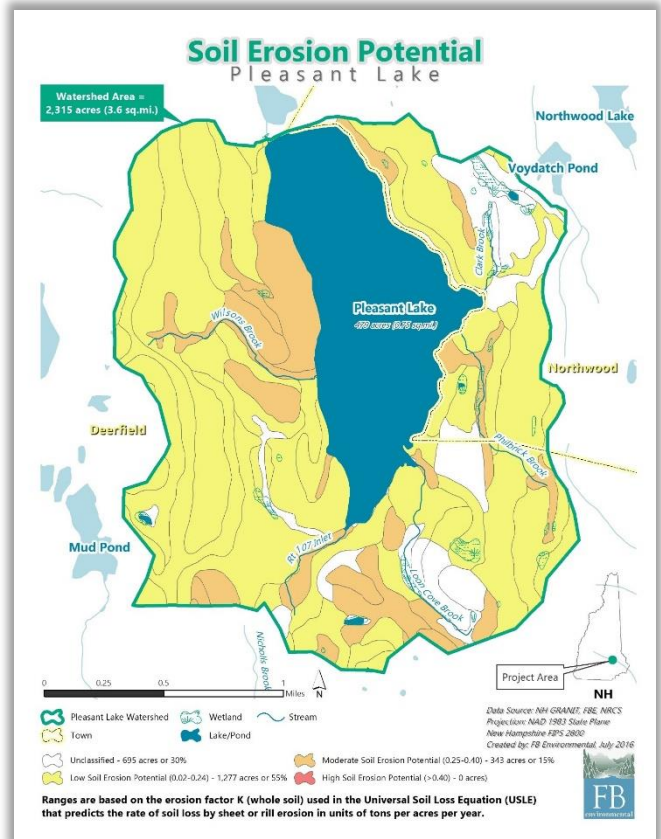 Soil Erosion Potential
Pleasant Lake
Watershed Area =
2,315 acres (3.6 sq.mi.)
Northwood Lake
Voydatch Pond
Clark Brook
Pleasant Lake
479 acres (0.75 sq.mi.)
Wilsons Brook
Northwood
Deerfield
Philbrick Brook
Mud Pond
Rt 107 Inlet
Loon Cove Brook
Nicholls Brook
Project Area
NH
0 0.25 0.5 1
Miles
N
Data Source: NH GRANIT, FBE, NRCS
Projection: NAD 1983 State Plane
New Hampshire FIPS 2800
Created by: FB Environmental, July 2016
Pleasant Lake Watershed Wetland Stream
Town Lake/Pond
Unclassified - 695 acres or 30% Moderate Soil Erosion Potential (0.25-0.40) - 343 acres or 15%
Low Soil Erosion Potential (0.02-0.24) - 1,277 acres or 55% High Soil Erosion Potential (>0.40) - 0 acres)
Ranges are based on the erosion factor K (whole soil) used in the Universal Soil Loss Equation (USLE)
that predicts the rate of soil loss by sheet or rill erosion in units of tons per acres per year.
FB
environmental